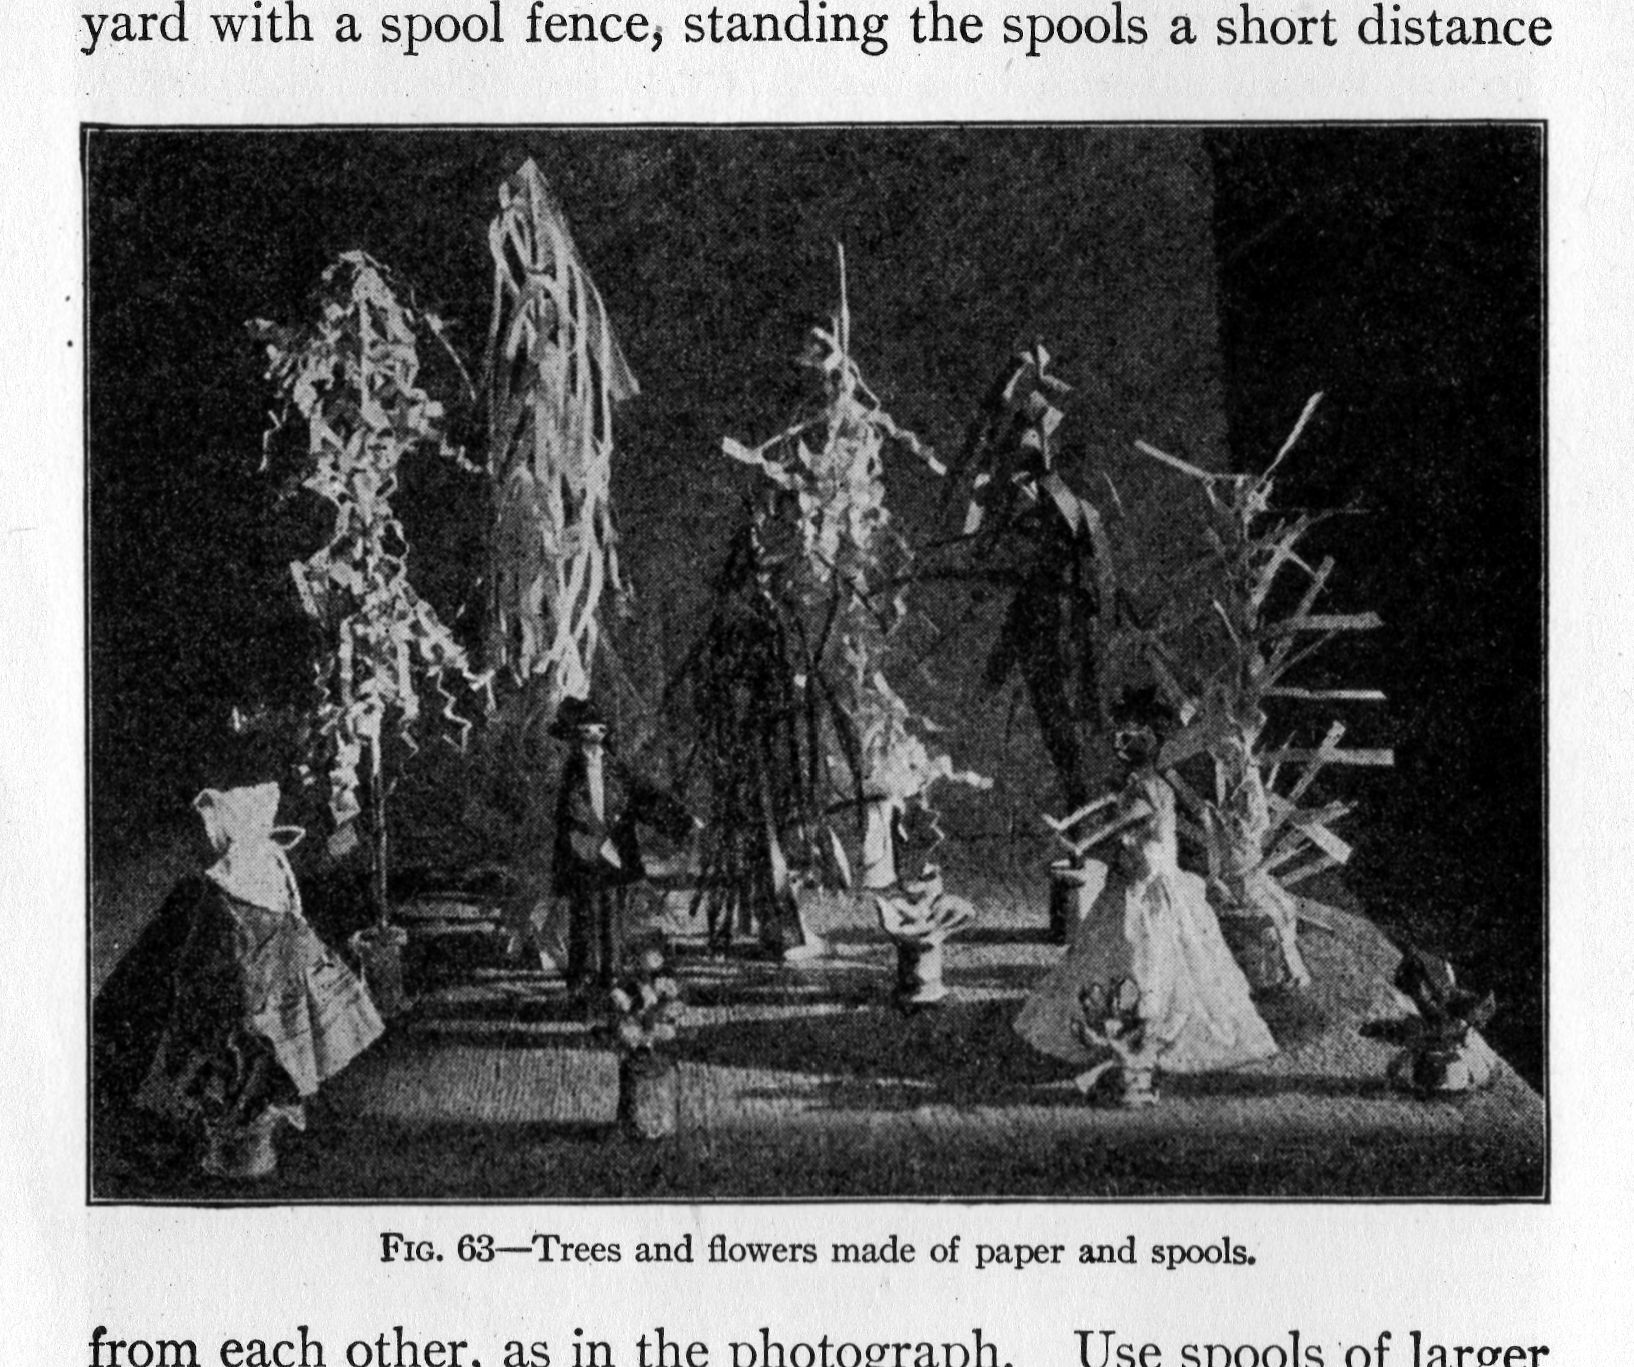 yard with a spool fence, standing the spools a short distance
FIG. 63—Trees and flowers made of paper and spools.
from each other, as in the photograph. Use spools of larger